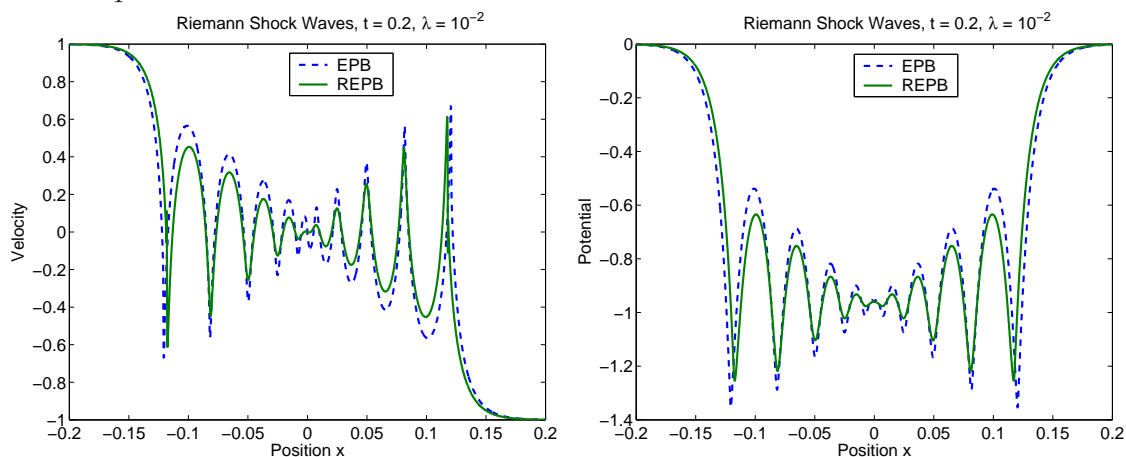 Riemann Shock Waves, t = 0.2, λ = 10⁻²
EPB
REPB
Velocity
1
0.8
0.6
0.4
0.2
0
−0.2
−0.4
−0.6
−0.8
−1
−0.2 −0.15 −0.1 −0.05 0 0.05 0.1 0.15 0.2
Position x
Riemann Shock Waves, t = 0.2, λ = 10⁻²
EPB
REPB
Potential
0
−0.2
−0.4
−0.6
−0.8
−1.0
−1.2
−1.4
−0.2 −0.15 −0.1 −0.05 0 0.05 0.1 0.15 0.2
Position x